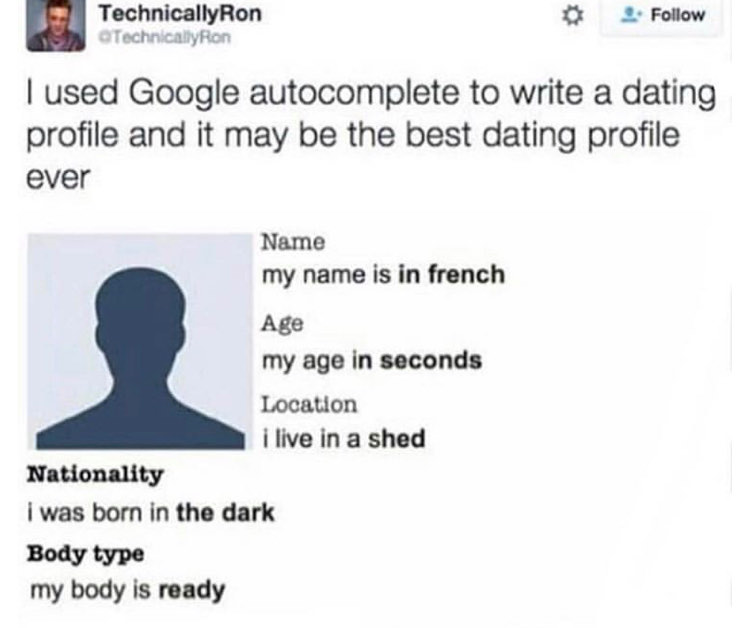 TechnicallyRon
@TechnicallyRon
Follow
I used Google autocomplete to write a dating
profile and it may be the best dating profile
ever
Name
my name is in french
Age
my age in seconds
Location
i live in a shed
Nationality
i was born in the dark
Body type
my body is ready